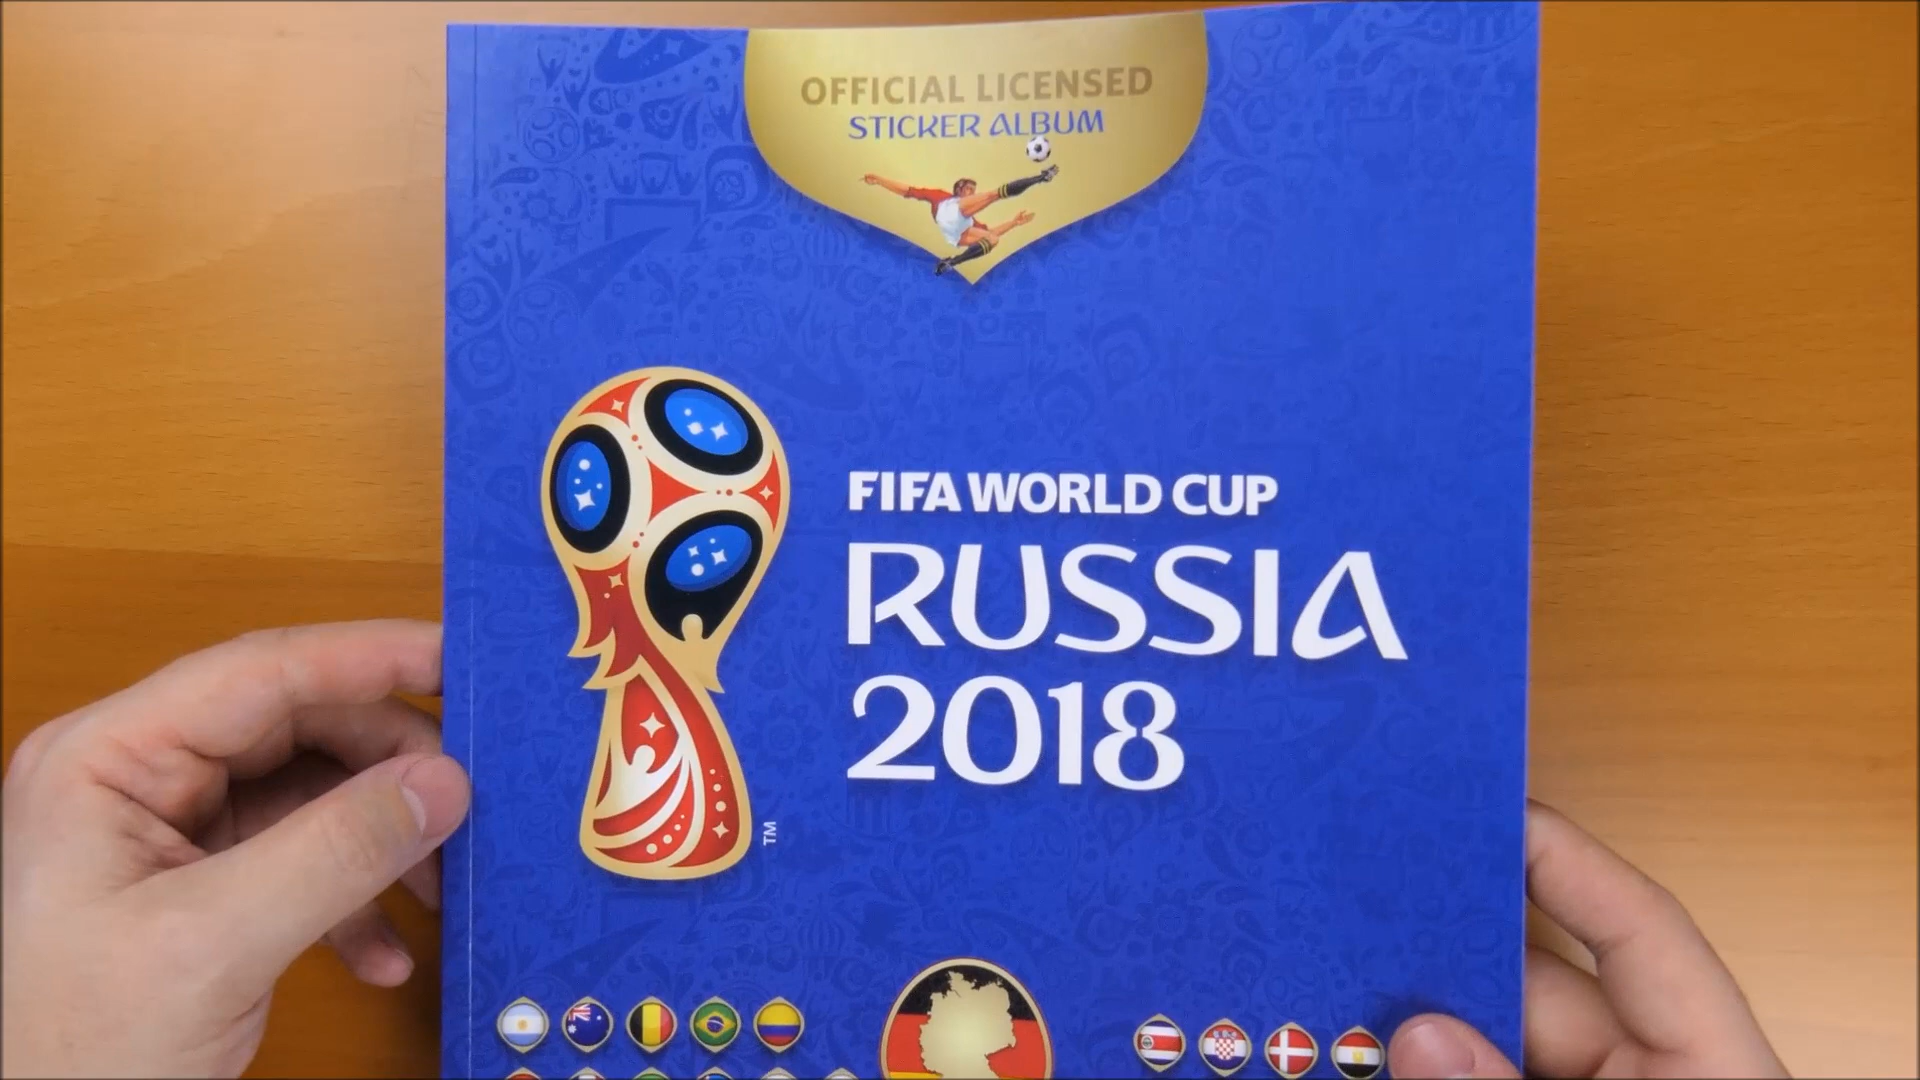 OFFICIAL LICENSED
STICKER ALBUM
FIFA WORLD CUP
RUSSIA
2018
TM